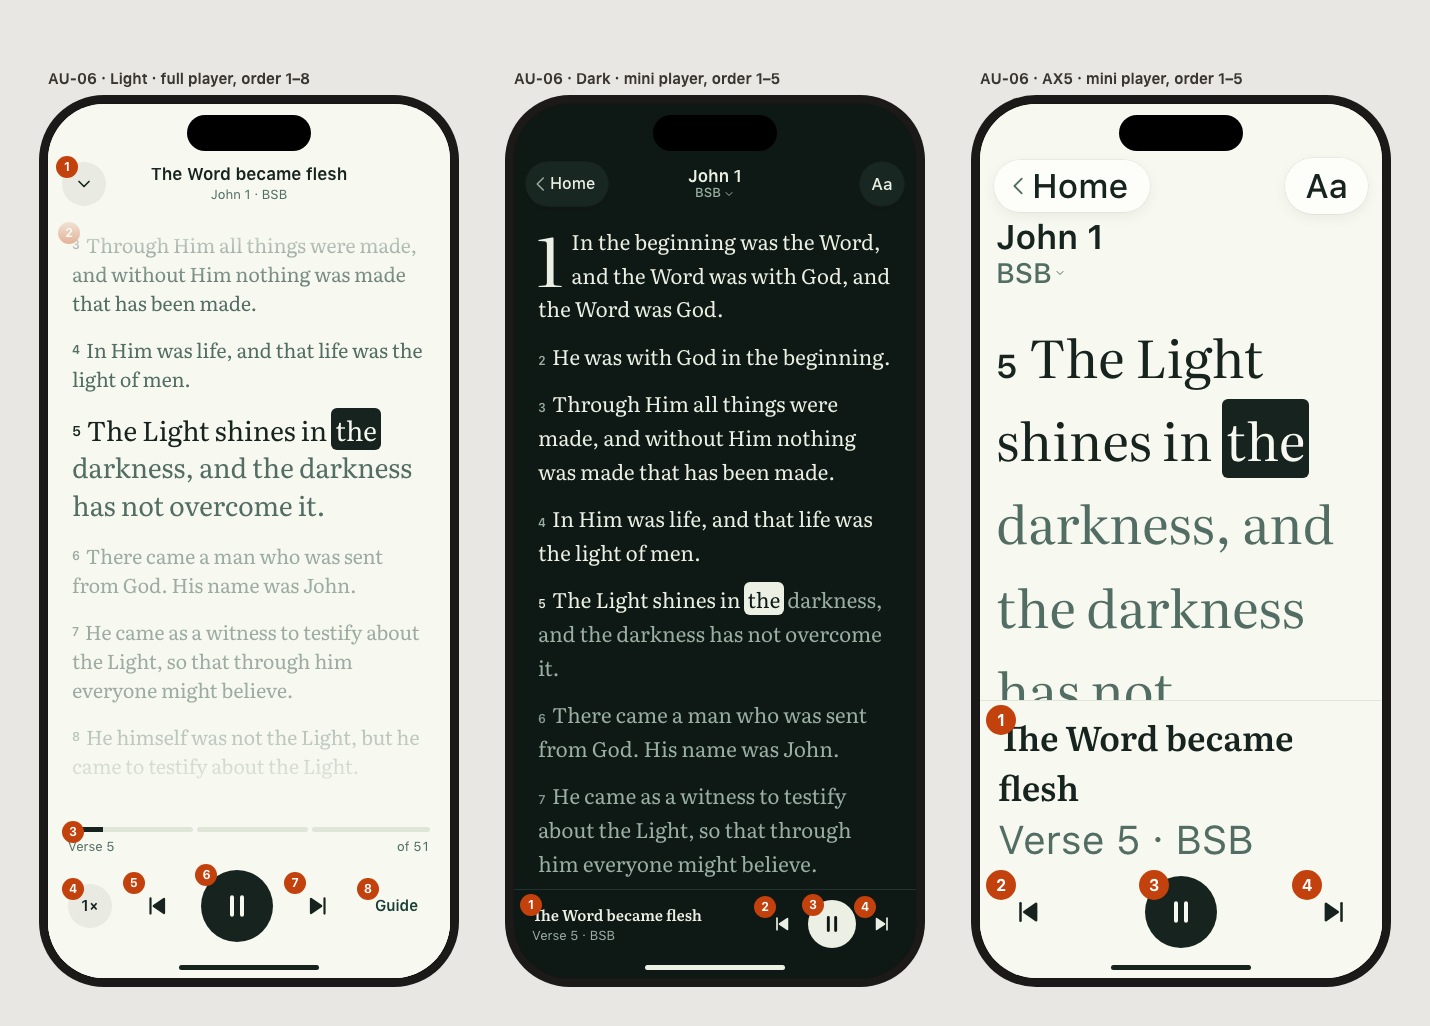 AU-06 · Light · full player, order 1–8
1
The Word became flesh
John 1 · BSB
2
3 Through Him all things were made,
and without Him nothing was made
that has been made.
4 In Him was life, and that life was the
light of men.
5 The Light shines in the
darkness, and the darkness
has not overcome it.
6 There came a man who was sent
from God. His name was John.
7 He came as a witness to testify about
the Light, so that through him
everyone might believe.
8 He himself was not the Light, but he
came to testify about the Light.
3
Verse 5 of 51
4 5 6 7 8
1× Guide
AU-06 · Dark · mini player, order 1–5
Home
John 1
BSB
Aa
1 In the beginning was the Word,
and the Word was with God, and
the Word was God.
2 He was with God in the beginning.
3 Through Him all things were
made, and without Him nothing
was made that has been made.
4 In Him was life, and that life was
the light of men.
5 The Light shines in the darkness,
and the darkness has not overcome
it.
6 There came a man who was sent
from God. His name was John.
7 He came as a witness to testify
about the Light, so that through
him everyone might believe.
1 2 3 4
The Word became flesh
Verse 5 · BSB
AU-06 · AX5 · mini player, order 1–5
Home Aa
John 1
BSB
5 The Light
shines in the
darkness, and
the darkness
has not
1
The Word became
flesh
Verse 5 · BSB
2 3 4